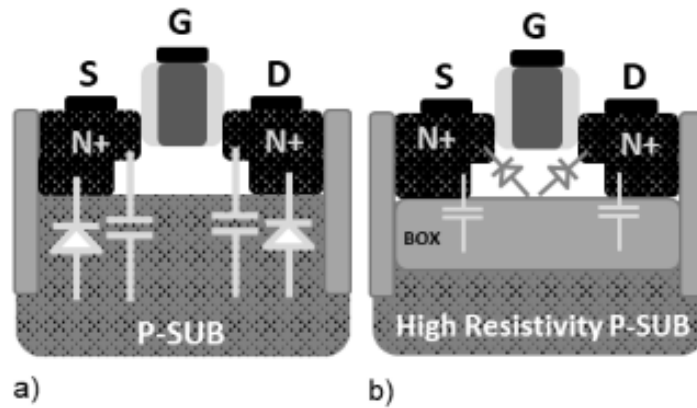 G
S D
N+ N+
P-SUB
a)
G
S D
N+ N+
BOX
High Resistivity P-SUB
b)